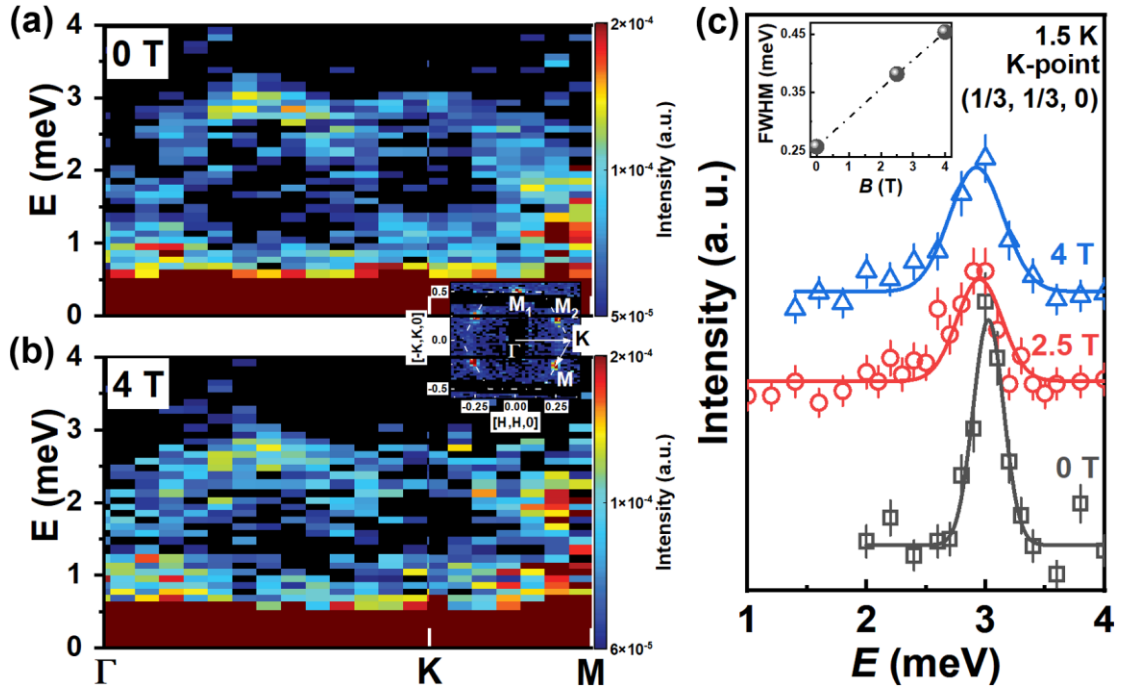 (a)
0 T
E (meV)
4
3
2
1
0
2×10⁻⁴
1×10⁻⁴
5×10⁻⁵
Intensity (a.u.)
(b)
4 T
E (meV)
4
3
2
1
0
2×10⁻⁴
1×10⁻⁴
6×10⁻⁵
Intensity (a.u.)
Γ
K
M
[-K,K,0]
0.5
0.0
-0.5
M₁
M₂
Γ
K
M
-0.25
0.00
0.25
[H,H,0]
(c)
Intensity (a. u.)
FWHM (meV)
0.45
0.35
0.25
0
1
2
3
4
B (T)
1.5 K
K-point
(1/3, 1/3, 0)
4 T
2.5 T
0 T
1
2
3
4
E (meV)